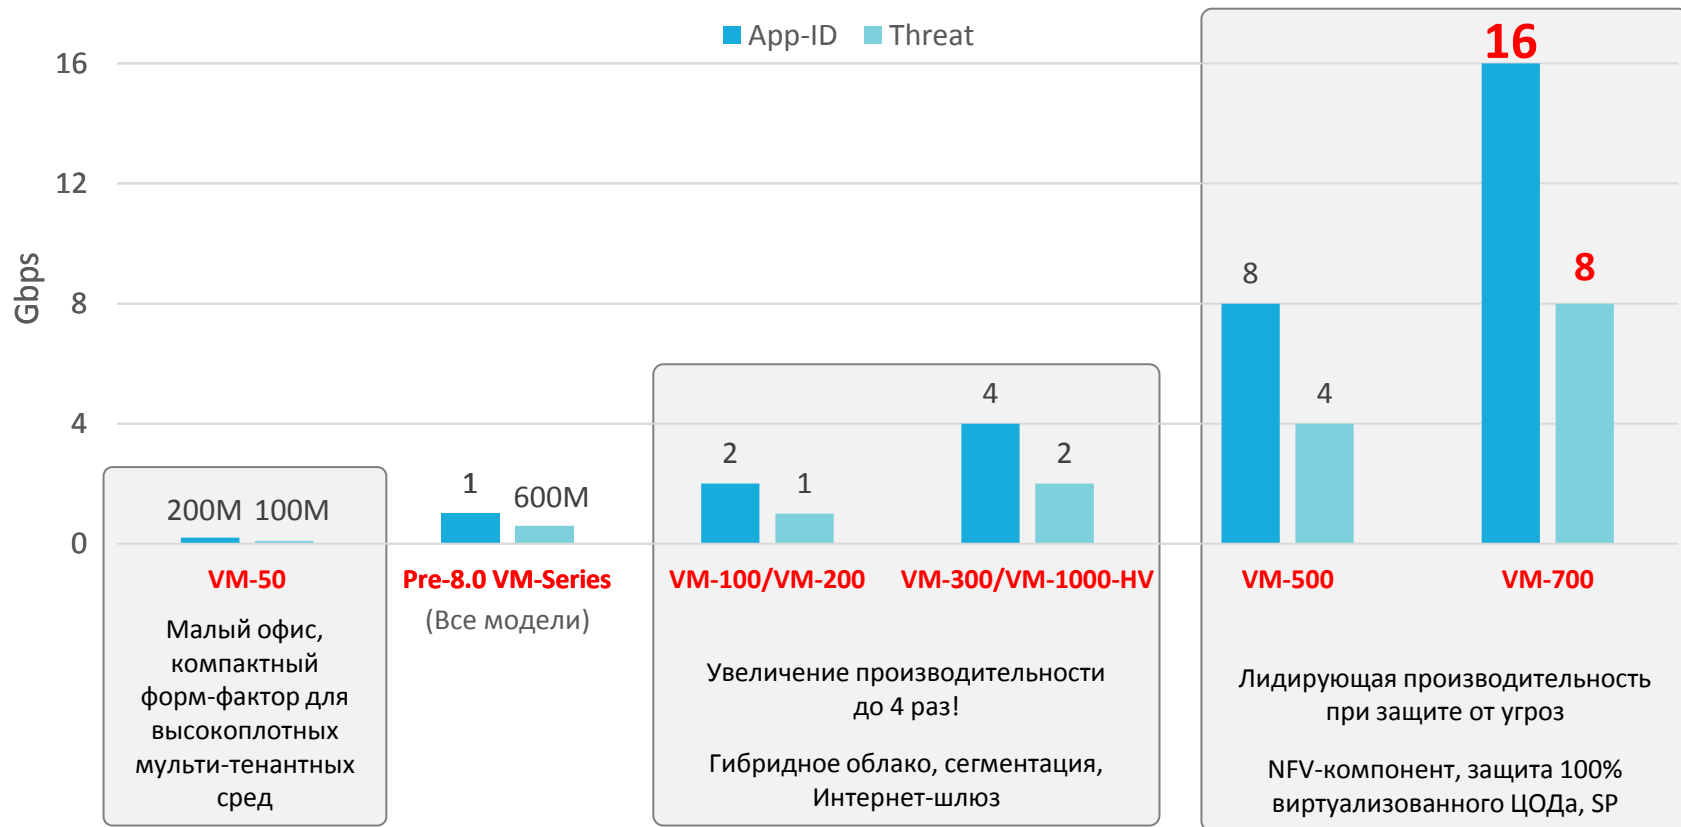 App-ID
Threat
Gbps
16
12
8
4
0
200M
100M
1
600M
2
1
4
2
8
4
16
8
VM-50
Малый офис,
компактный
форм-фактор для
высокоплотных
мульти-тенантных
сред
Pre-8.0 VM-Series
(Все модели)
VM-100/VM-200
VM-300/VM-1000-HV
Увеличение производительности
до 4 раз!
Гибридное облако, сегментация,
Интернет-шлюз
VM-500
VM-700
Лидирующая производительность
при защите от угроз
NFV-компонент, защита 100%
виртуализованного ЦОДа, SP